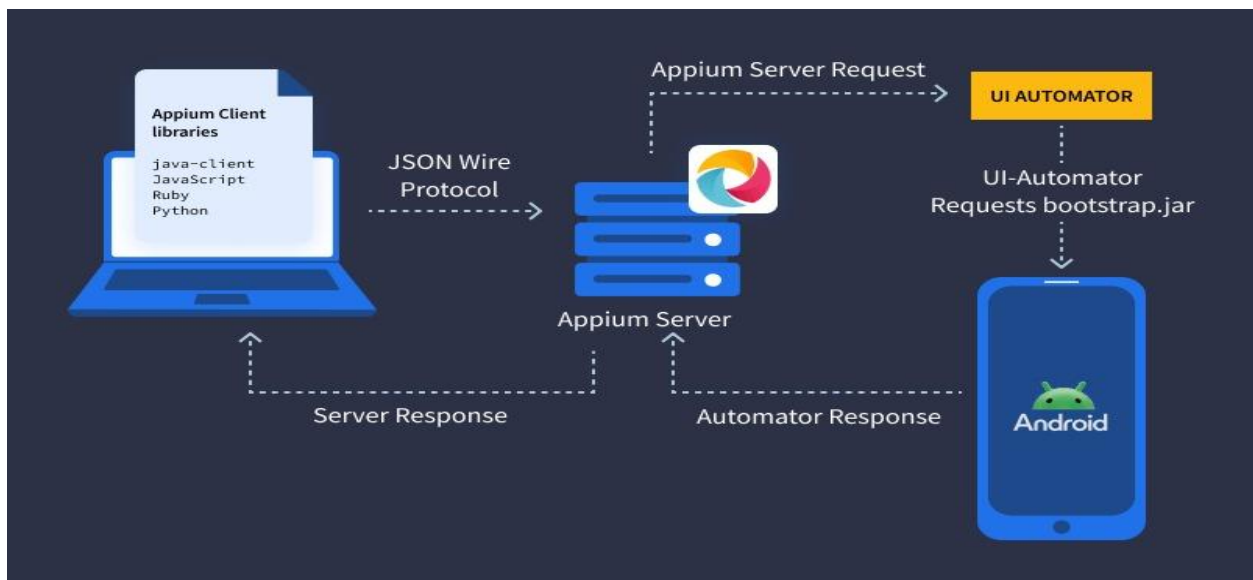 Appium Client
libraries
java-client
JavaScript
Ruby
Python
JSON Wire
Protocol
Appium Server
Appium Server Request
UI AUTOMATOR
UI-Automator
Requests bootstrap.jar
Android
Automator Response
Server Response